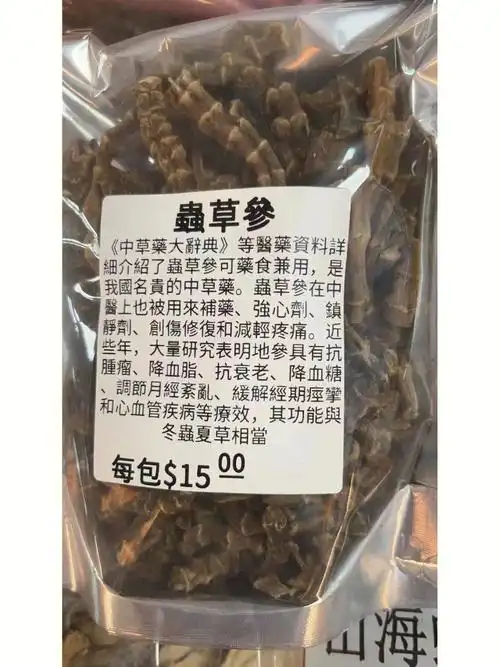 蟲草參
《中草藥大辭典》等醫藥資料詳
細介紹了蟲草參可藥食兼用，是
我國名貴的中草藥。蟲草參在中
醫上也被用來補藥、強心劑、鎮
靜劑、創傷修復和減輕疼痛。近
些年，大量研究表明地參具有抗
腫瘤、降血脂、抗衰老、降血糖
、調節月經紊亂、緩解經期痙攣
和心血管疾病等療效，其功能與
冬蟲夏草相當
每包$15 00
山海